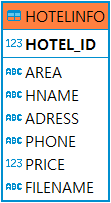 HOTELINFO
123 HOTEL_ID
ABC AREA
ABC HNAME
ABC ADRESS
ABC PHONE
123 PRICE
ABC FILENAME